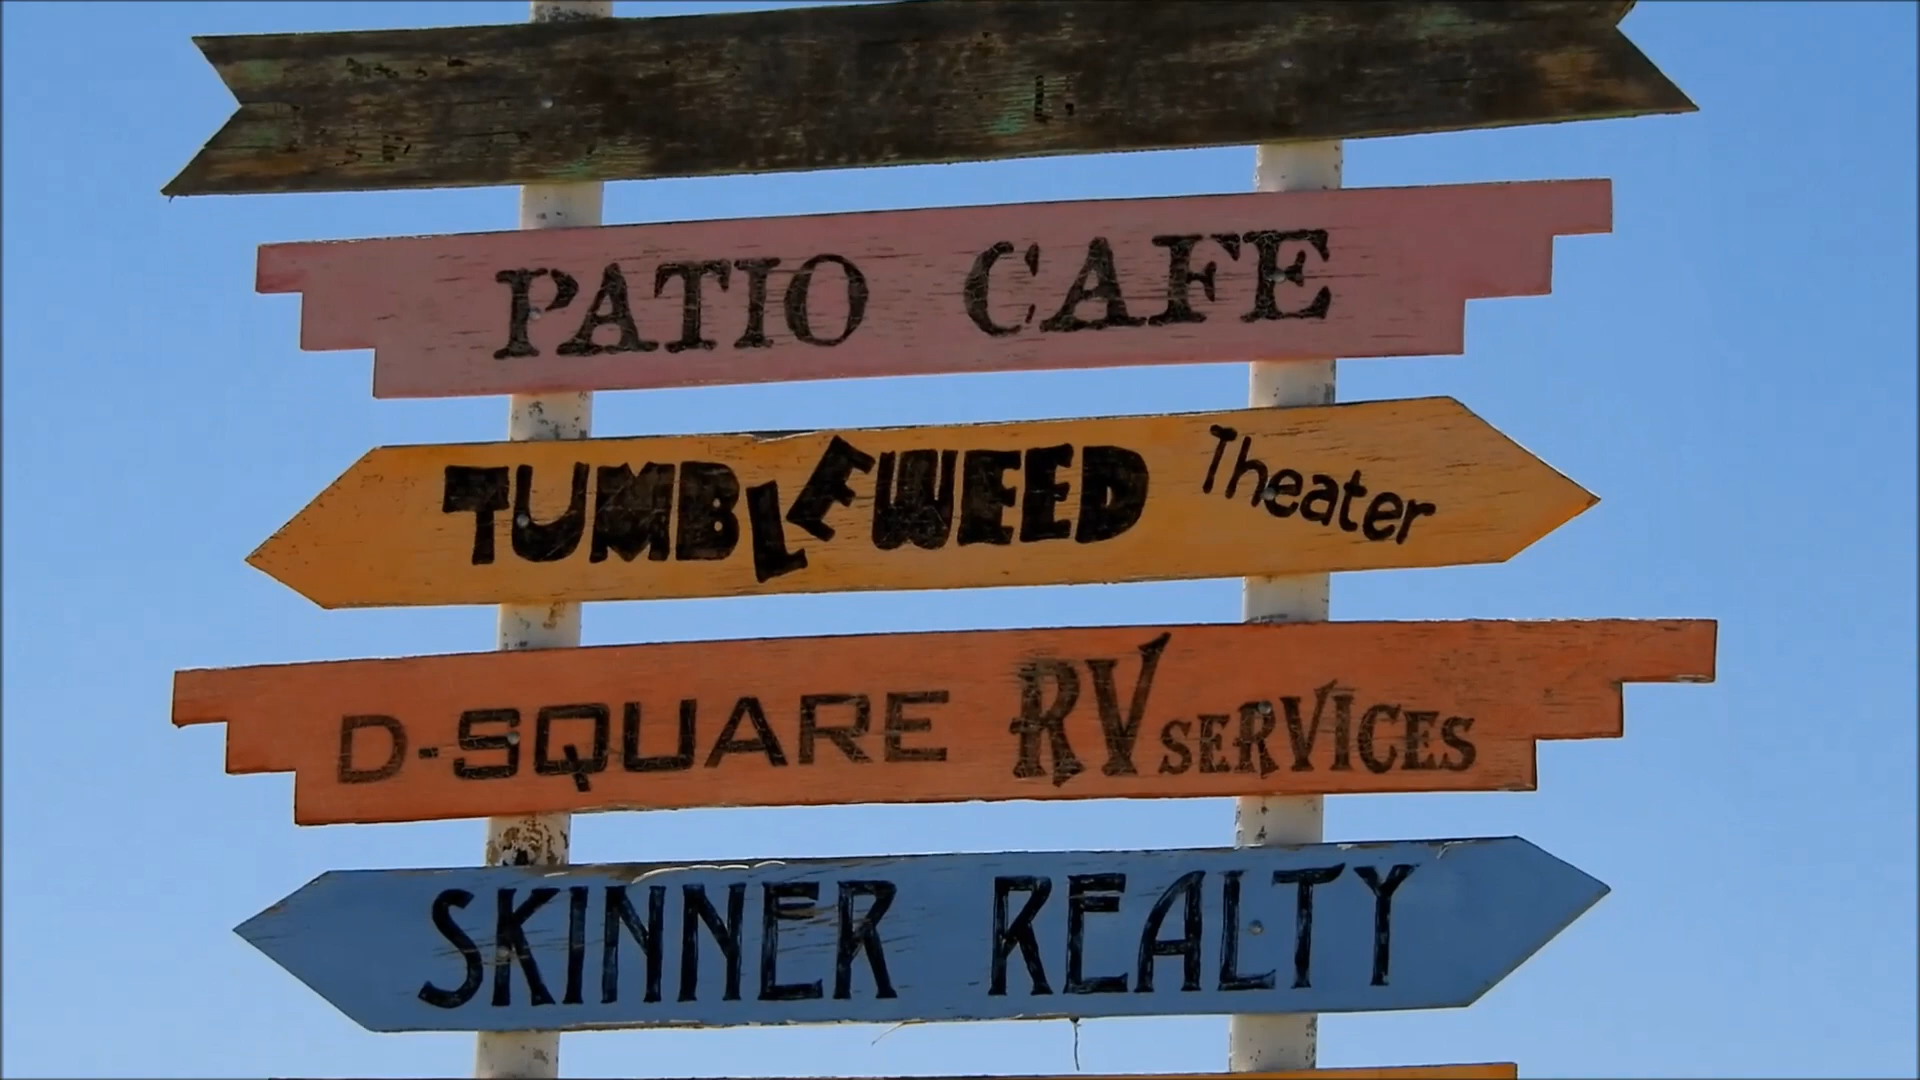 PATIO CAFE
TUMBLEWEED Theater
D-SQUARE RV SERVICES
SKINNER REALTY